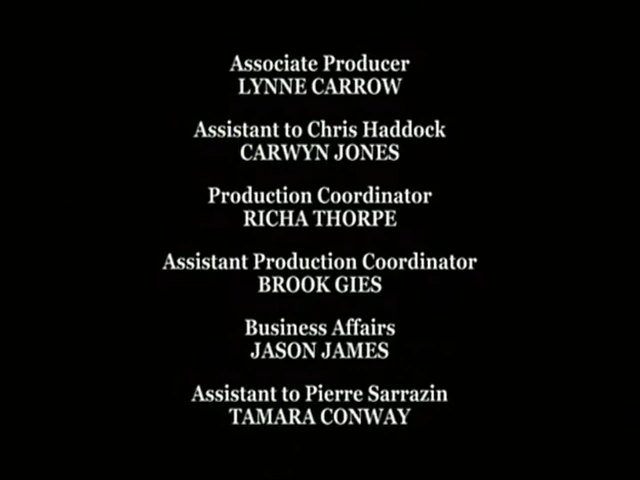 Associate Producer
LYNNE CARROW
Assistant to Chris Haddock
CARWYN JONES
Production Coordinator
RICHA THORPE
Assistant Production Coordinator
BROOK GIES
Business Affairs
JASON JAMES
Assistant to Pierre Sarrazin
TAMARA CONWAY